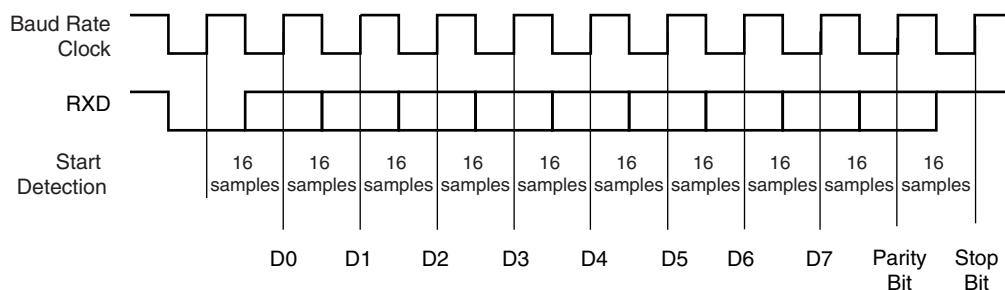 Baud Rate
Clock
RXD
Start
Detection
16 16 16 16 16 16 16 16 16 16
samples samples samples samples samples samples samples samples samples samples
D0 D1 D2 D3 D4 D5 D6 D7 Parity Stop
Bit Bit